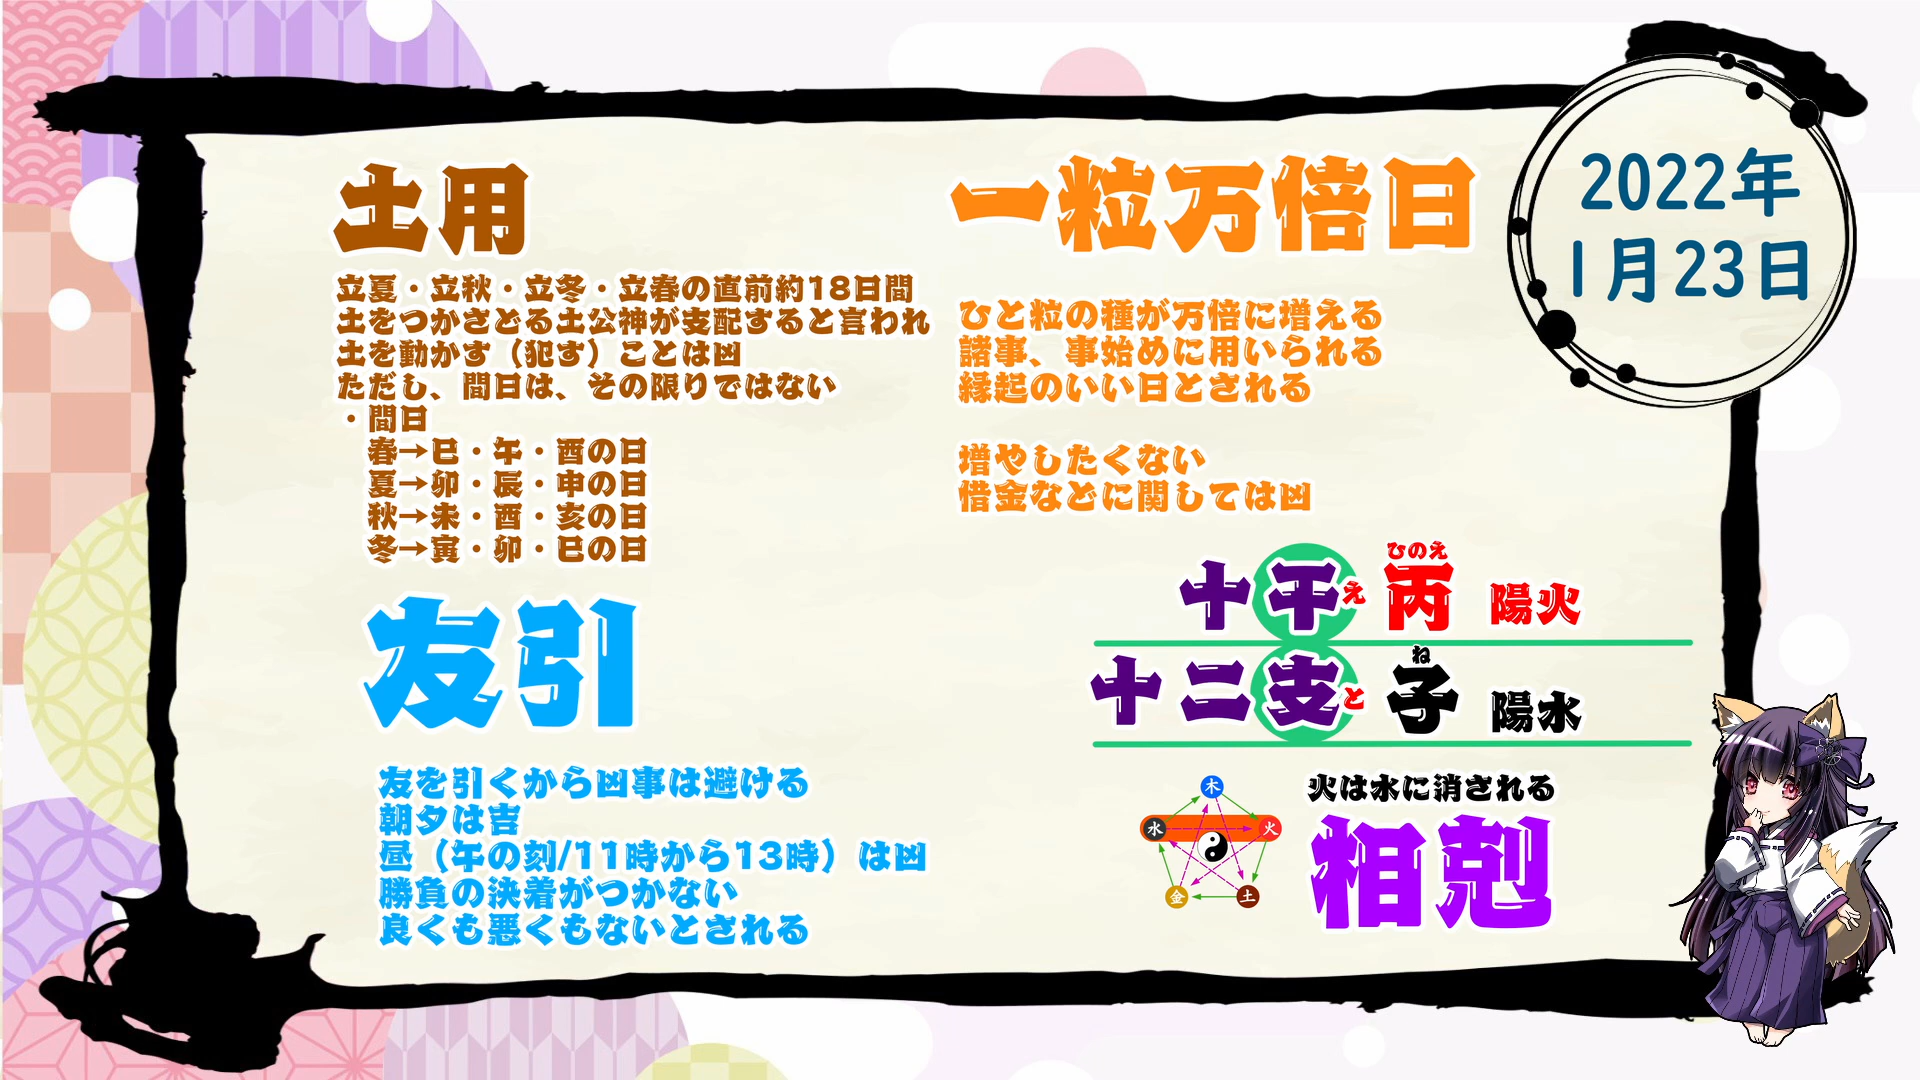 2022年
1月23日
土用
立夏・立秋・立冬・立春の直前約18日間
土をつかさどる土公神が支配すると言われ
土を動かす（犯す）ことは凶
ただし、間日は、その限りではない
・間日
春→巳・午・酉の日
夏→卯・辰・申の日
秋→未・酉・亥の日
冬→寅・卯・巳の日
友引
友を引くから凶事は避ける
朝夕は吉
昼（午の刻/11時から13時）は凶
勝負の決着がつかない
良くも悪くもないとされる
一粒万倍日
ひと粒の種が万倍に増える
諸事、事始めに用いられる
縁起のいい日とされる
増やしたくない
借金などに関しては凶
ひのえ
十干え 丙 陽火
ね
十二支と 子 陽水
火は水に消される
相剋
木
水 火
金 土